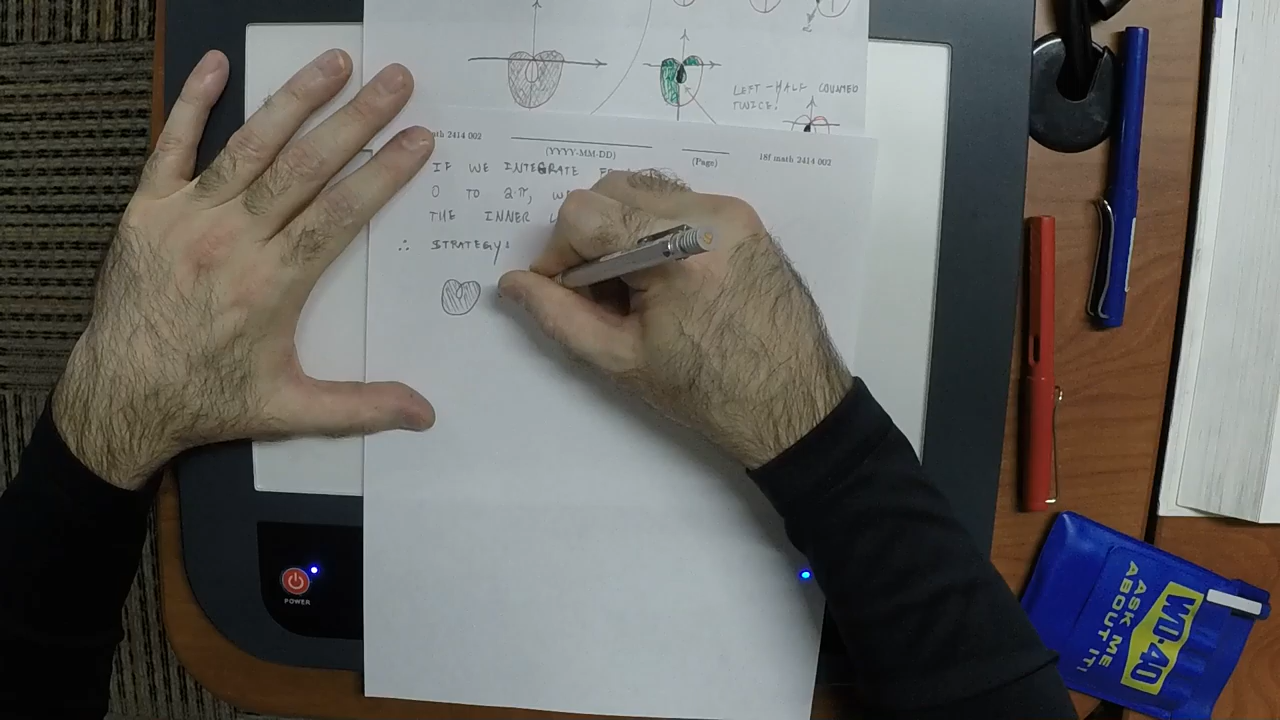 LEFT-HALF COUNTED
TWICE.
math 2414 002
(YYYY-MM-DD)
(Page)
18f math 2414 002
IF WE INTEGRATE
0 TO 2π,
THE INNER
∴ STRATEGY:
POWER
WD-40
ASK ME
ABOUT IT!